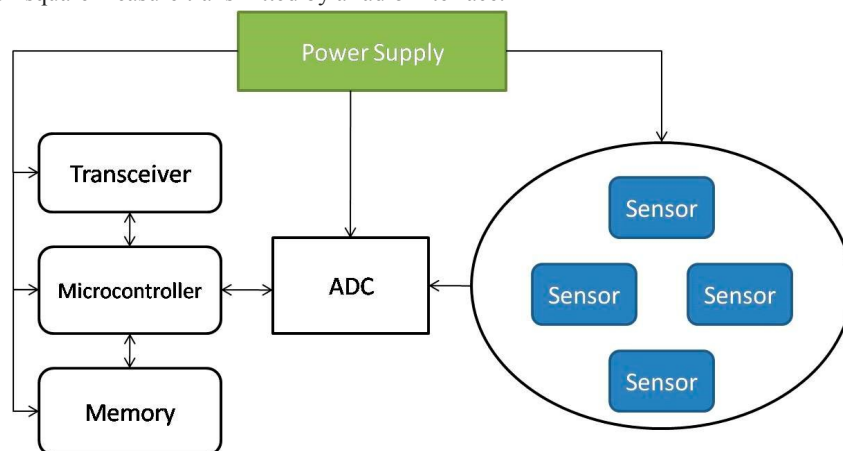 Power Supply
Transceiver
Sensor
Microcontroller
ADC
Sensor
Sensor
Sensor
Memory